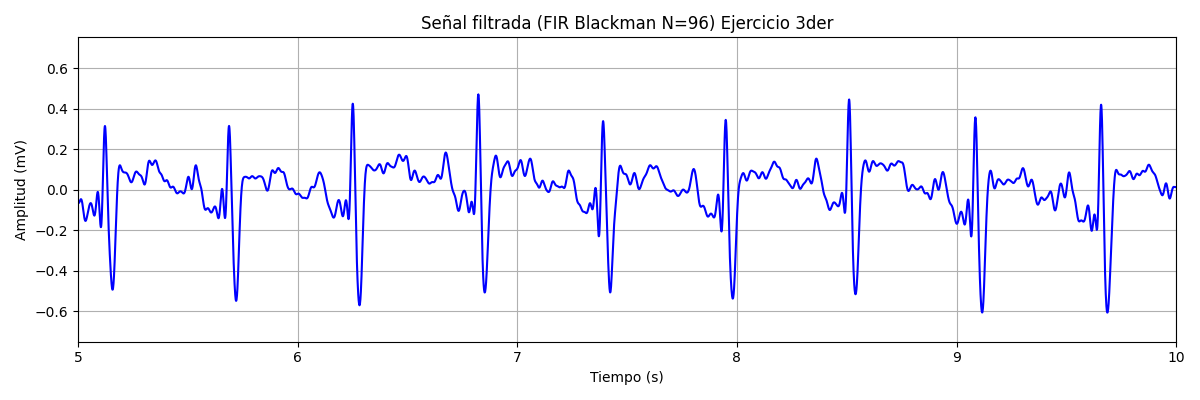 Señal filtrada (FIR Blackman N=96) Ejercicio 3der
Amplitud (mV)
0.6
0.4
0.2
0.0
−0.2
−0.4
−0.6
5 6 7 8 9 10
Tiempo (s)